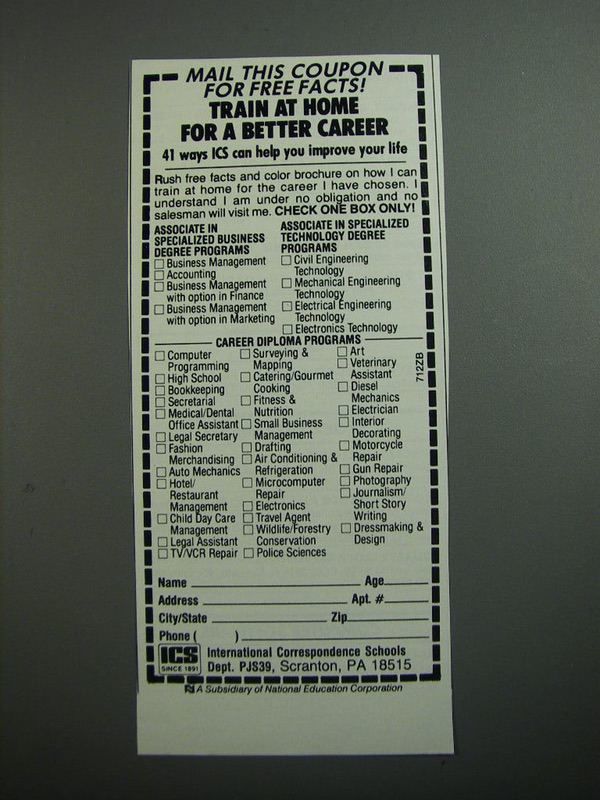 MAIL THIS COUPON
FOR FREE FACTS!
TRAIN AT HOME
FOR A BETTER CAREER
41 ways ICS can help you improve your life
Rush free facts and color brochure on how I can
train at home for the career I have chosen. I
understand I am under no obligation and no
salesman will visit me. CHECK ONE BOX ONLY!
ASSOCIATE IN
SPECIALIZED BUSINESS
DEGREE PROGRAMS
Business Management
Accounting
Business Management
with option in Finance
Business Management
with option in Marketing
ASSOCIATE IN SPECIALIZED
TECHNOLOGY DEGREE
PROGRAMS
Civil Engineering
Technology
Mechanical Engineering
Technology
Electrical Engineering
Technology
Electronics Technology
CAREER DIPLOMA PROGRAMS
Computer
Programming
High School
Bookkeeping
Secretarial
Medical/Dental
Office Assistant
Legal Secretary
Fashion
Merchandising
Auto Mechanics
Hotel/
Restaurant
Management
Child Day Care
Management
Legal Assistant
TV/VCR Repair
Surveying &
Mapping
Catering/Gourmet
Cooking
Fitness &
Nutrition
Small Business
Management
Drafting
Air Conditioning &
Refrigeration
Microcomputer
Repair
Electronics
Travel Agent
Wildlife/Forestry
Conservation
Police Sciences
Art
Veterinary
Assistant
Diesel
Mechanics
Electrician
Interior
Decorating
Motorcycle
Repair
Gun Repair
Photography
Journalism/
Short Story
Writing
Dressmaking &
Design
712ZB
Name Age
Address Apt. #
City/State Zip
Phone ( )
ICS
SINCE 1891
International Correspondence Schools
Dept. PJS39, Scranton, PA 18515
A Subsidiary of National Education Corporation